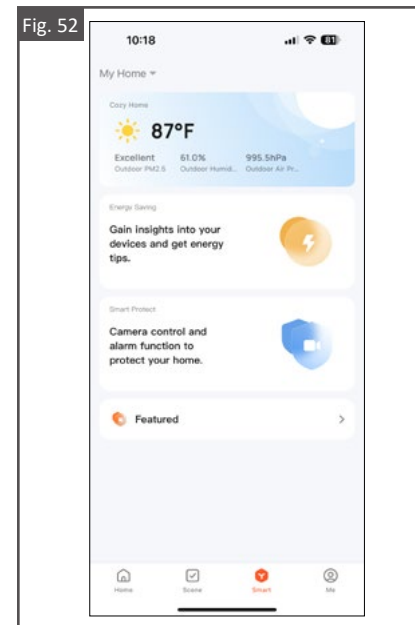 Fig. 52
10:18
81
My Home
Cozy Home
87°F
Excellent 61.0% 995.5hPa
Outdoor PM2.5 Outdoor Humid... Outdoor Air Pr...
Energy Saving
Gain insights into your
devices and get energy
tips.
Smart Protect
Camera control and
alarm function to
protect your home.
Featured
Home Scene Smart Me